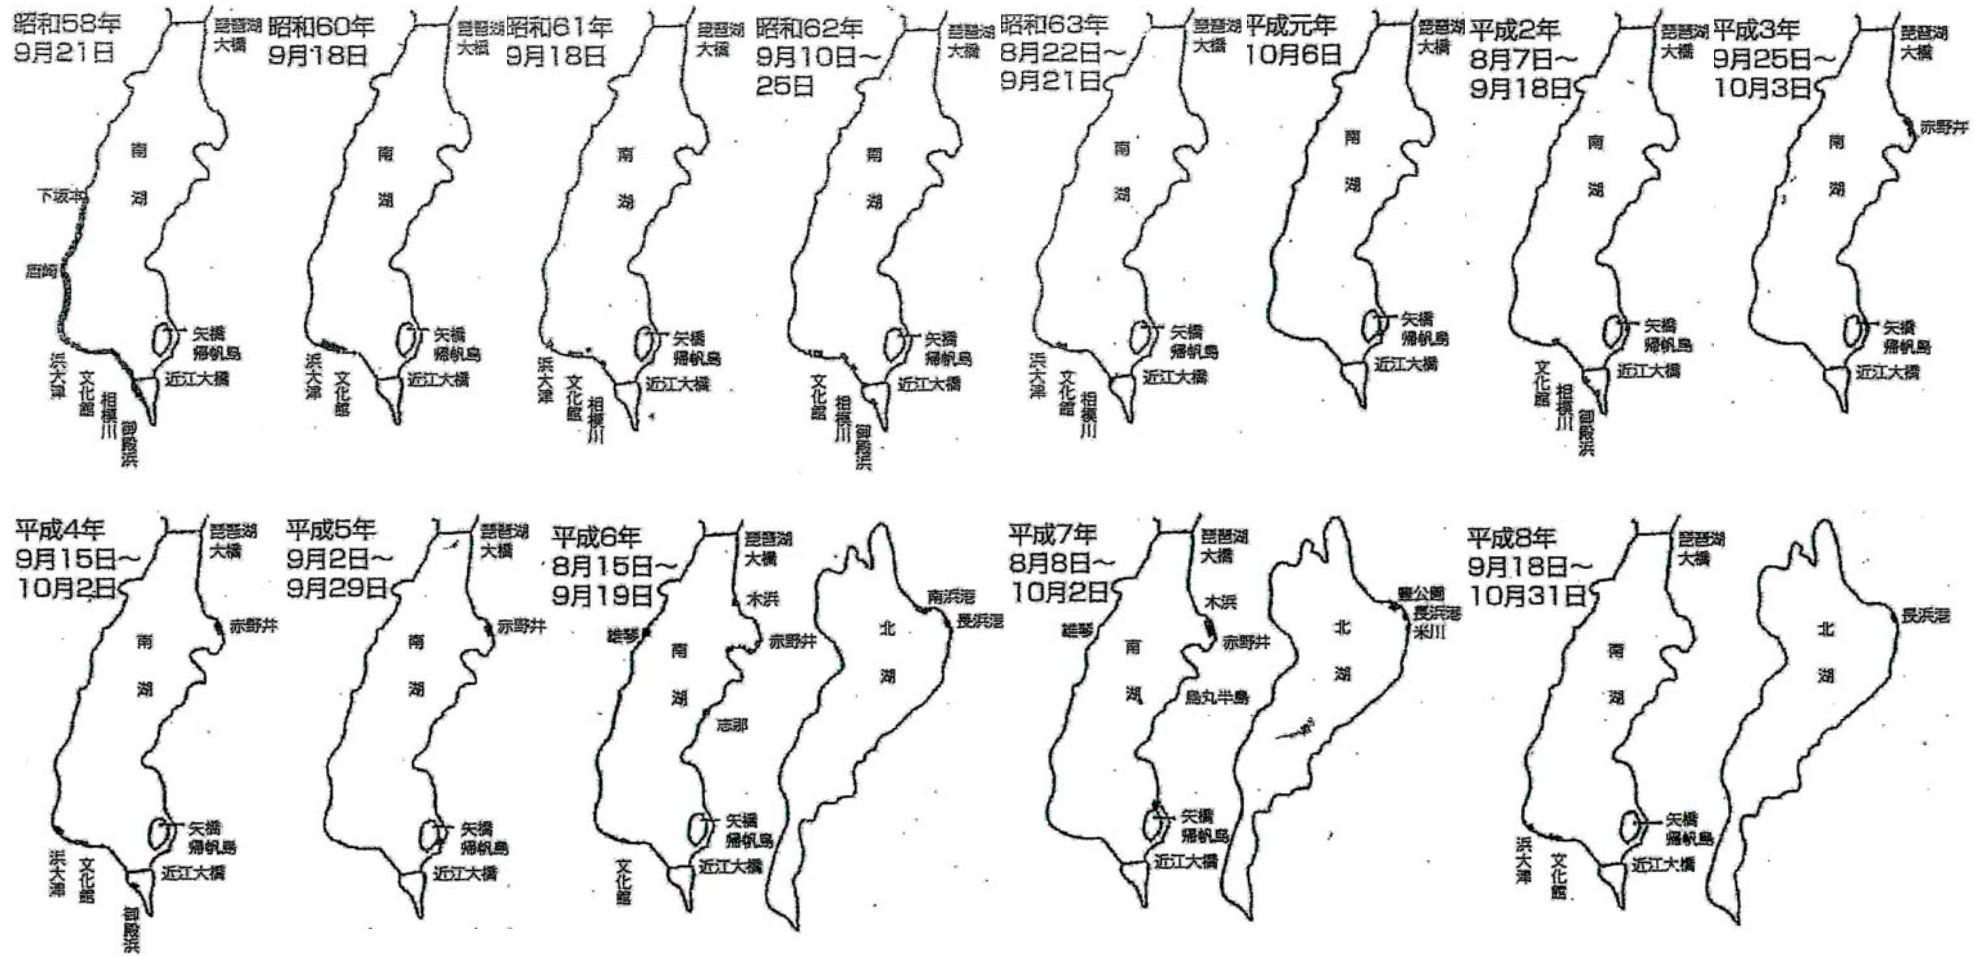 昭和58年
9月21日
琵琶湖
大橋
南
湖
下坂本
唐崎
矢橋
帰帆島
近江大橋
浜大津
文化館
相模川
御殿浜
昭和60年
9月18日
琵琶湖
大橋
南
湖
矢橋
帰帆島
近江大橋
浜大津
文化館
昭和61年
9月18日
琵琶湖
大橋
南
湖
矢橋
帰帆島
近江大橋
浜大津
文化館
相模川
昭和62年
9月10日〜
25日
琵琶湖
大橋
南
湖
矢橋
帰帆島
近江大橋
文化館
相模川
御殿浜
昭和63年
8月22日〜
9月21日
琵琶湖
大橋
南
湖
矢橋
帰帆島
近江大橋
浜大津
文化館
相模川
平成元年
10月6日
琵琶湖
大橋
南
湖
矢橋
帰帆島
近江大橋
平成2年
8月7日〜
9月18日
琵琶湖
大橋
南
湖
矢橋
帰帆島
近江大橋
文化館
相模川
御殿浜
平成3年
9月25日〜
10月3日
琵琶湖
大橋
赤野井
南
湖
矢橋
帰帆島
近江大橋
平成4年
9月15日〜
10月2日
琵琶湖
大橋
赤野井
南
湖
矢橋
帰帆島
近江大橋
浜大津
文化館
御殿浜
平成5年
9月2日〜
9月29日
琵琶湖
大橋
赤野井
南
湖
矢橋
帰帆島
近江大橋
平成6年
8月15日〜
9月19日
琵琶湖
大橋
木浜
雄琴
赤野井
南
湖
志那
矢橋
帰帆島
近江大橋
文化館
南浜港
長浜港
北
湖
平成7年
8月8日〜
10月2日
琵琶湖
大橋
木浜
雄琴
赤野井
南
湖
烏丸半島
矢橋
帰帆島
近江大橋
豊公園
長浜港
米川
北
湖
平成8年
9月18日〜
10月31日
琵琶湖
大橋
南
湖
矢橋
帰帆島
近江大橋
浜大津
文化館
長浜港
北
湖